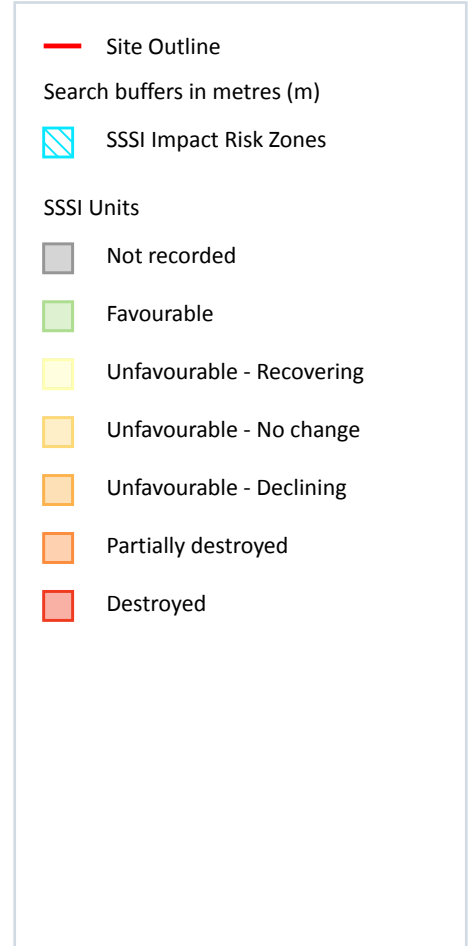 Site Outline
Search buffers in metres (m)
SSSI Impact Risk Zones
SSSI Units
Not recorded
Favourable
Unfavourable - Recovering
Unfavourable - No change
Unfavourable - Declining
Partially destroyed
Destroyed